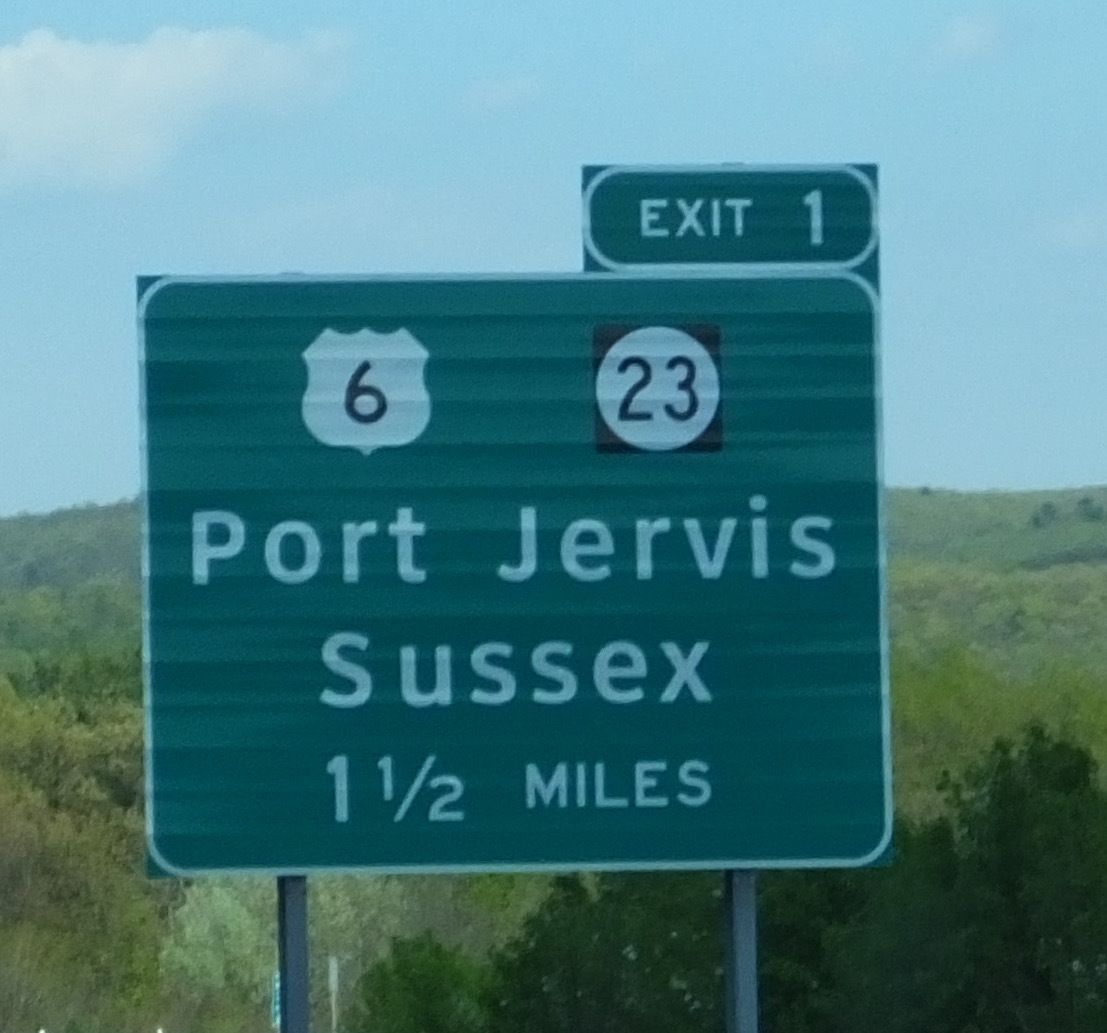 EXIT 1
6 23
Port Jervis
Sussex
1 1/2 MILES